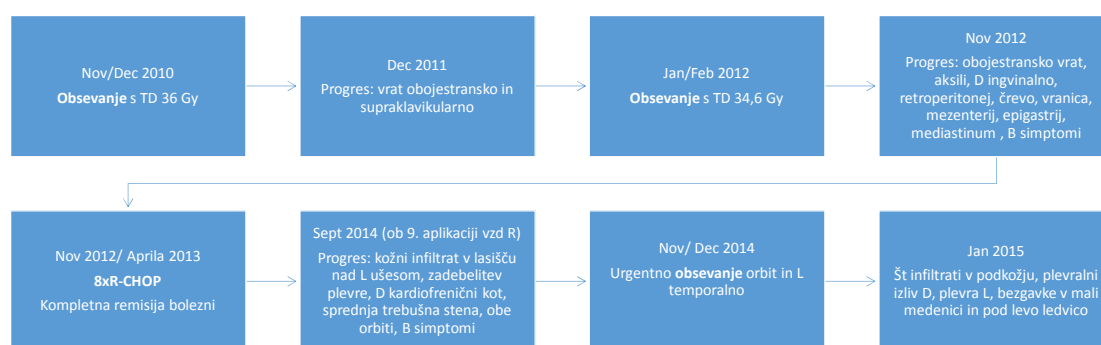 Nov/Dec 2010
Obsevanje s TD 36 Gy
Dec 2011
Progres: vrat obojestransko in
supraklavikularno
Jan/Feb 2012
Obsevanje s TD 34,6 Gy
Nov 2012
Progres: obojestransko vrat,
aksili, D ingvinalno,
retroperitonej, črevo, vranica,
mezenterij, epigastrij,
mediastinum , B simptomi
Nov 2012/ Aprila 2013
8xR-CHOP
Kompletna remisija bolezni
Sept 2014 (ob 9. aplikaciji vzd R)
Progres: kožni infiltrat v lasišču
nad L ušesom, zadebelitev
plevre, D kardiofrenični kot,
sprednja trebušna stena, obe
orbiti, B simptomi
Nov/ Dec 2014
Urgentno obsevanje orbit in L
temporalno
Jan 2015
Št infiltrati v podkožju, plevralni
izliv D, plevra L, bezgavke v mali
medenici in pod levo ledvico